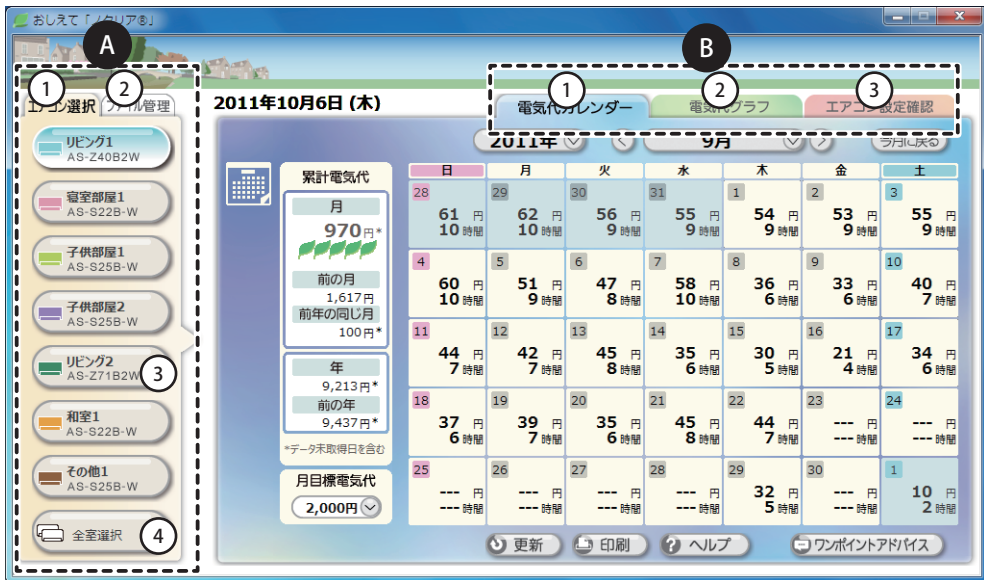 おしえて「ノクリア®」
A
B
1
2
1
2
3
エアコン選択
ファイル管理
2011年10月6日 (木)
電気代カレンダー
電気代グラフ
エアコン設定確認
リビング1
AS-Z40B2W
寝室部屋1
AS-S22B-W
子供部屋1
AS-S25B-W
子供部屋2
AS-S25B-W
リビング2
AS-Z71B2W
3
和室1
AS-S22B-W
その他1
AS-S25B-W
全室選択
4
2011年
9月
今月に戻る
累計電気代
月
970円*
前の月
1,617円
前年の同じ月
100円*
年
9,213円*
前の年
9,437円*
*データ未取得日を含む
月目標電気代
2,000円
日 月 火 水 木 金 土
28 29 30 31 1 2 3
61 円 62 円 56 円 55 円 54 円 53 円 55 円
10 時間 10 時間 9 時間 9 時間 9 時間 9 時間 9 時間
4 5 6 7 8 9 10
60 円 51 円 47 円 58 円 36 円 33 円 40 円
10 時間 9 時間 8 時間 10 時間 6 時間 6 時間 7 時間
11 12 13 14 15 16 17
44 円 42 円 45 円 35 円 30 円 21 円 34 円
7 時間 7 時間 8 時間 6 時間 5 時間 4 時間 6 時間
18 19 20 21 22 23 24
37 円 39 円 35 円 45 円 44 円 --- 円 --- 円
6 時間 7 時間 6 時間 8 時間 7 時間 --- 時間 --- 時間
25 26 27 28 29 30 1
--- 円 --- 円 --- 円 --- 円 32 円 --- 円 10 円
--- 時間 --- 時間 --- 時間 --- 時間 5 時間 --- 時間 2 時間
更新
印刷
ヘルプ
ワンポイントアドバイス